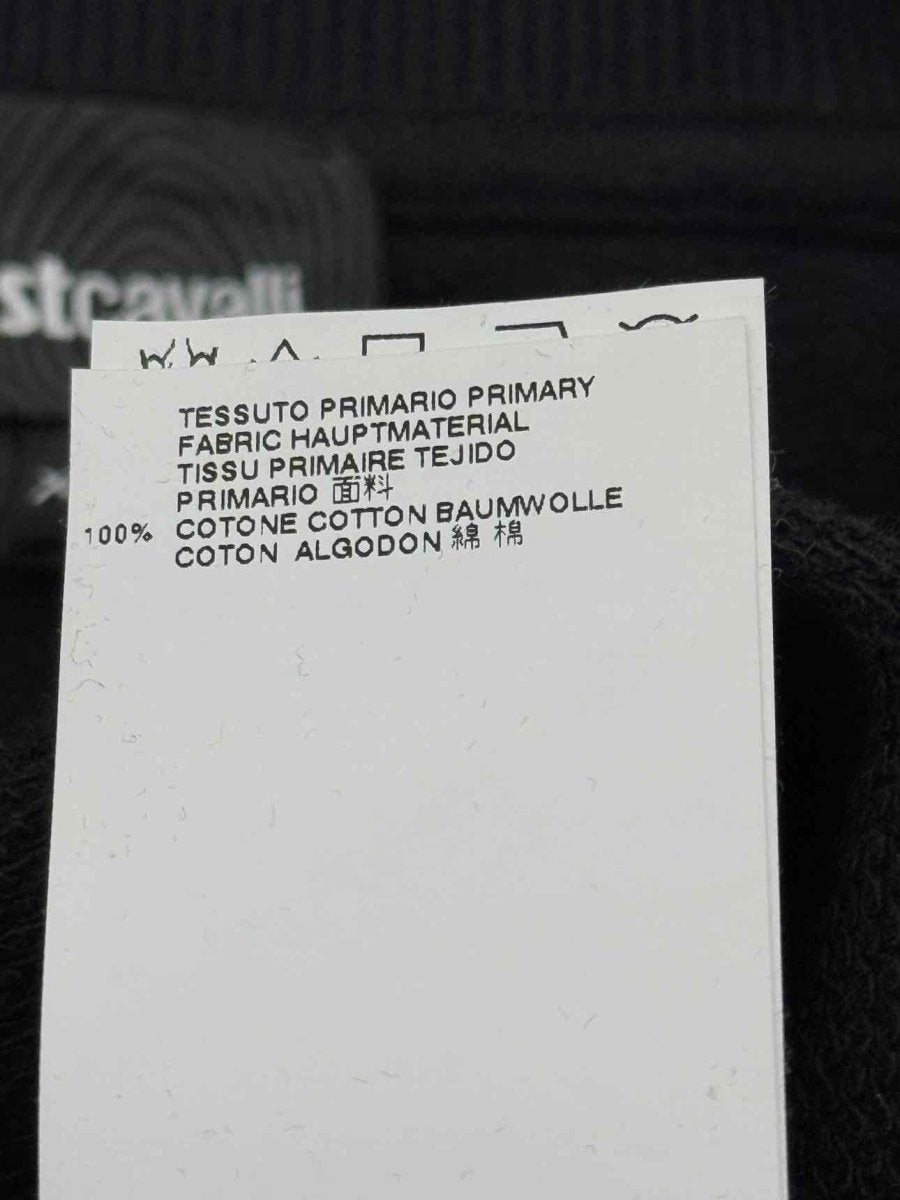 stcavalli
TESSUTO PRIMARIO PRIMARY
FABRIC HAUPTMATERIAL
TISSU PRIMAIRE TEJIDO
PRIMARIO 面料
100% COTONE COTTON BAUMWOLLE
COTON ALGODON 綿 棉